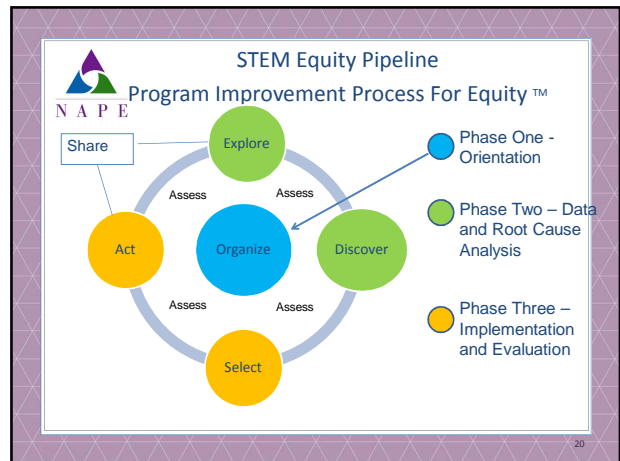 STEM Equity Pipeline
Program Improvement Process For Equity ™
N A P E
Share
Explore
Phase One -
Orientation
Assess
Assess
Act
Organize
Discover
Phase Two – Data
and Root Cause
Analysis
Assess
Assess
Phase Three –
Implementation
and Evaluation
Select
20